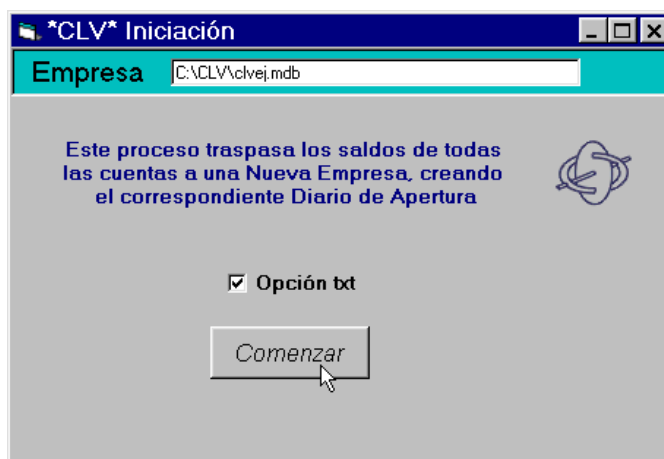 *CLV* Iniciación
Empresa C:\CLV\clvej.mdb
Este proceso traspasa los saldos de todas
las cuentas a una Nueva Empresa, creando
el correspondiente Diario de Apertura
Opción txt
Comenzar